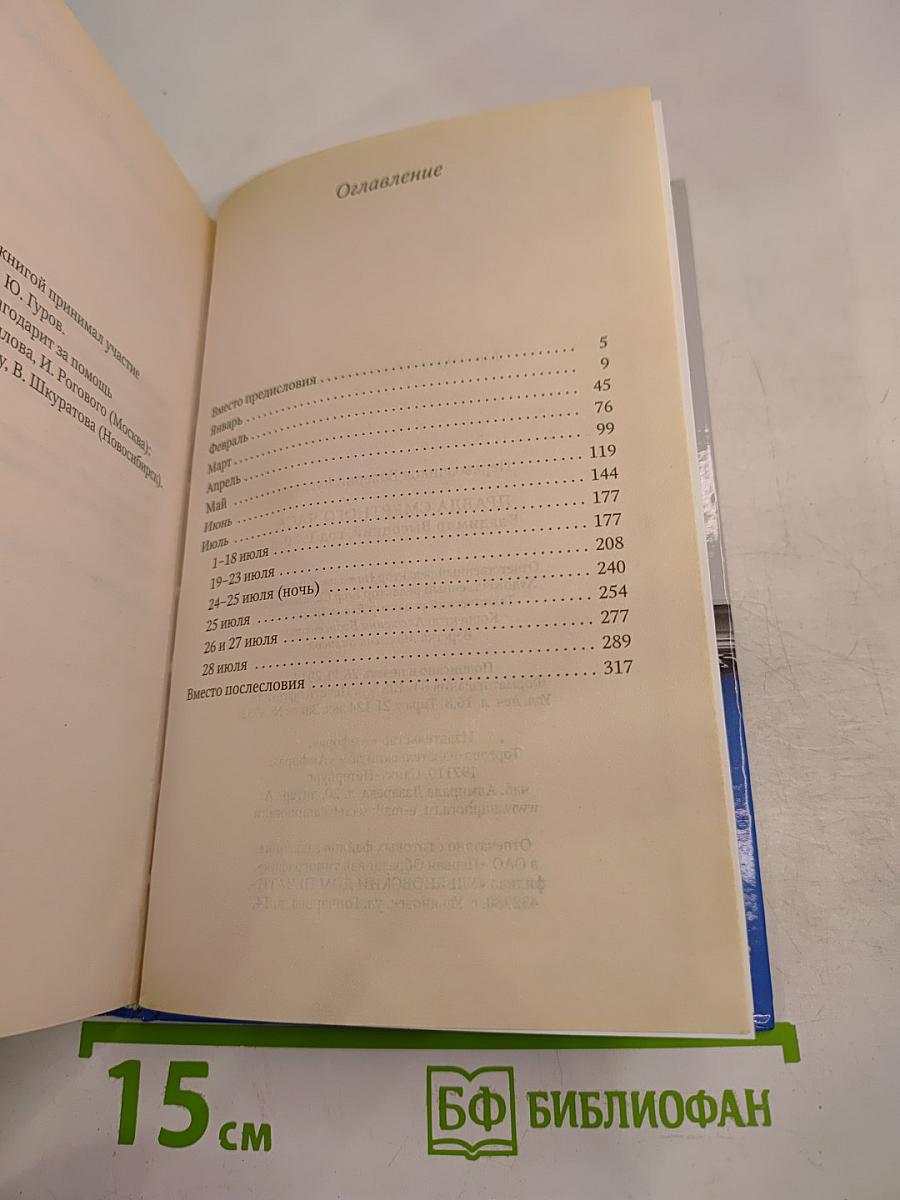 книгой принимал участие
Ю. Гуров.
агодарит за помощь
лова, И. Рогового (Москва);
у, В. Шкуратова (Новосибирск).
Оглавление
Вместо предисловия 5
Январь 9
Февраль 45
Март 76
Апрель 99
Май 119
Июнь 144
Июль 177
1–18 июля 177
19–23 июля 208
24–25 июля (ночь) 240
25 июля 254
26 и 27 июля 277
28 июля 289
Вместо послесловия 317
15 см
БФ БИБЛИОФАН